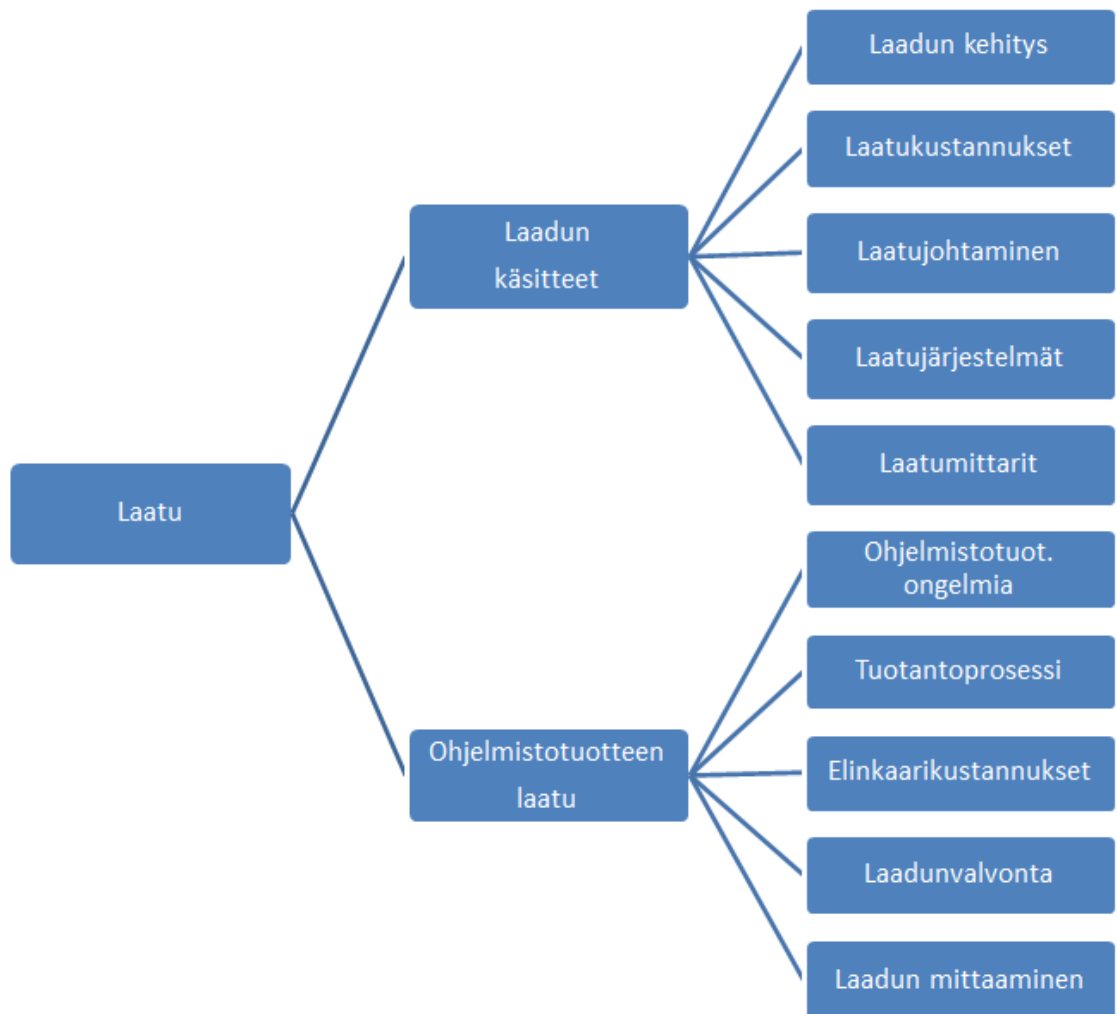 Laatu
Laadun
käsitteet
Laadun kehitys
Laatukustannukset
Laatujohtaminen
Laatujärjestelmät
Laatumittarit
Ohjelmistotuotteen
laatu
Ohjelmistotuot.
ongelmia
Tuotantoprosessi
Elinkaarikustannukset
Laadunvalvonta
Laadun mittaaminen